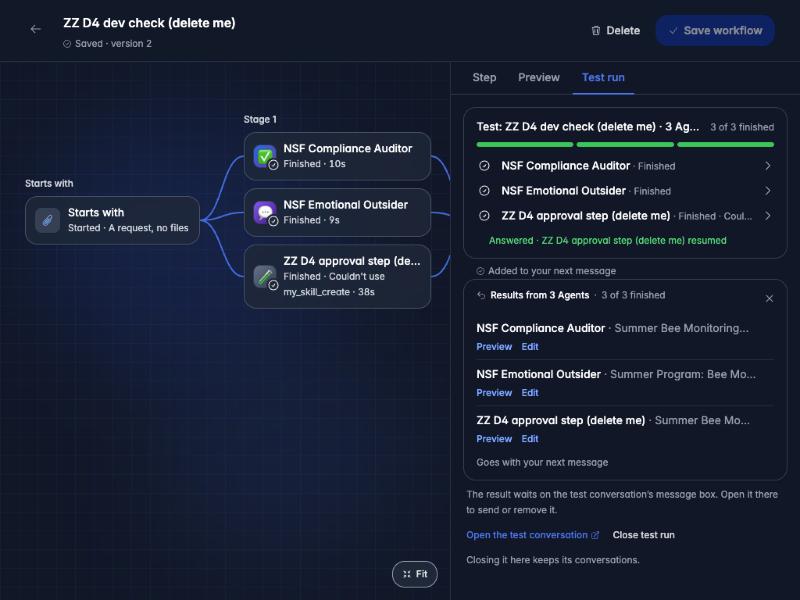 ZZ D4 dev check (delete me)
Saved · version 2
Delete
Save workflow
Step
Preview
Test run
Starts with
Starts with
Started · A request, no files
Stage 1
NSF Compliance Auditor
Finished · 10s
NSF Emotional Outsider
Finished · 9s
ZZ D4 approval step (de...
Finished · Couldn't use
my_skill_create · 38s
Fit
Test: ZZ D4 dev check (delete me) · 3 Ag... 3 of 3 finished
NSF Compliance Auditor · Finished
NSF Emotional Outsider · Finished
ZZ D4 approval step (delete me) · Finished · Coul...
Answered · ZZ D4 approval step (delete me) resumed
Added to your next message
Results from 3 Agents · 3 of 3 finished
NSF Compliance Auditor · Summer Bee Monitoring...
Preview Edit
NSF Emotional Outsider · Summer Program: Bee Mo...
Preview Edit
ZZ D4 approval step (delete me) · Summer Bee Mo...
Preview Edit
Goes with your next message
The result waits on the test conversation's message box. Open it there
to send or remove it.
Open the test conversation Close test run
Closing it here keeps its conversations.